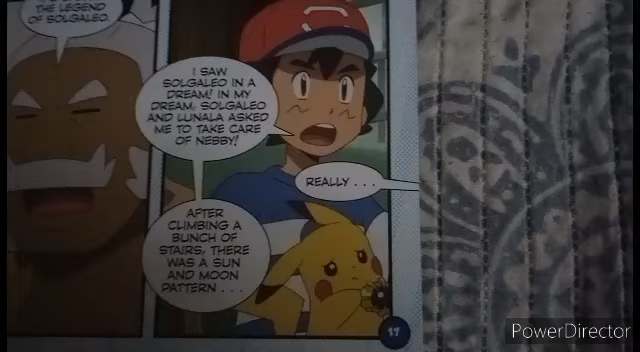 THE LEGEND
OF SOLGALEO.
I SAW
SOLGALEO IN A
DREAM! IN MY
DREAM, SOLGALEO
AND LUNALA ASKED
ME TO TAKE CARE
OF NEBBY!
REALLY . . .
AFTER
CLIMBING A
BUNCH OF
STAIRS, THERE
WAS A SUN
AND MOON
PATTERN . . .
17
PowerDirector